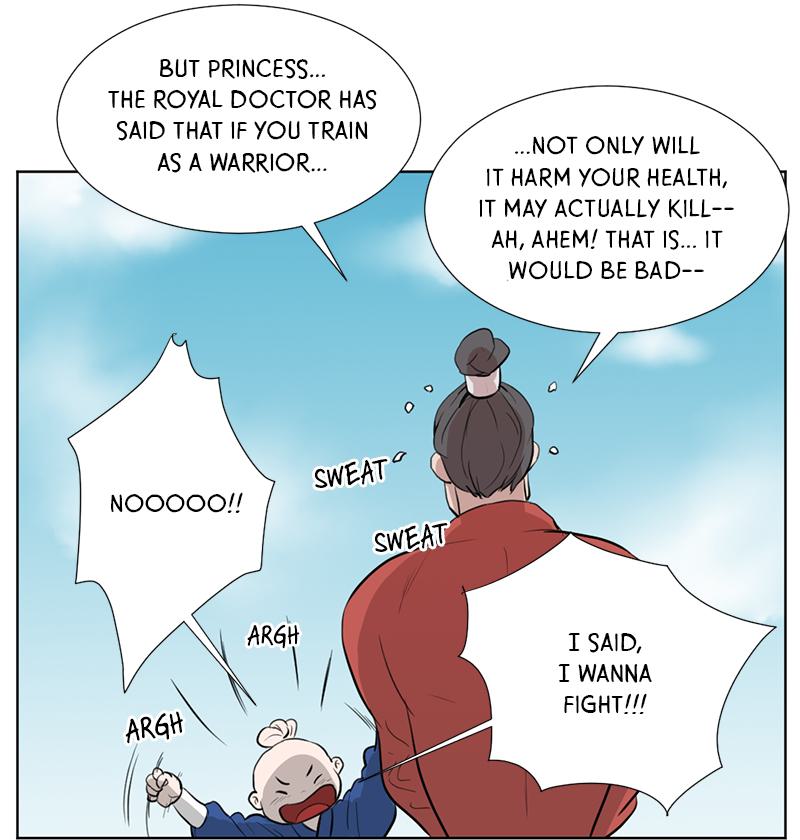 BUT PRINCESS...
THE ROYAL DOCTOR HAS
SAID THAT IF YOU TRAIN
AS A WARRIOR...
...NOT ONLY WILL
IT HARM YOUR HEALTH,
IT MAY ACTUALLY KILL--
AH, AHEM! THAT IS... IT
WOULD BE BAD--
SWEAT
SWEAT
NOOOOO!!
ARGH
ARGH
I SAID,
I WANNA
FIGHT!!!